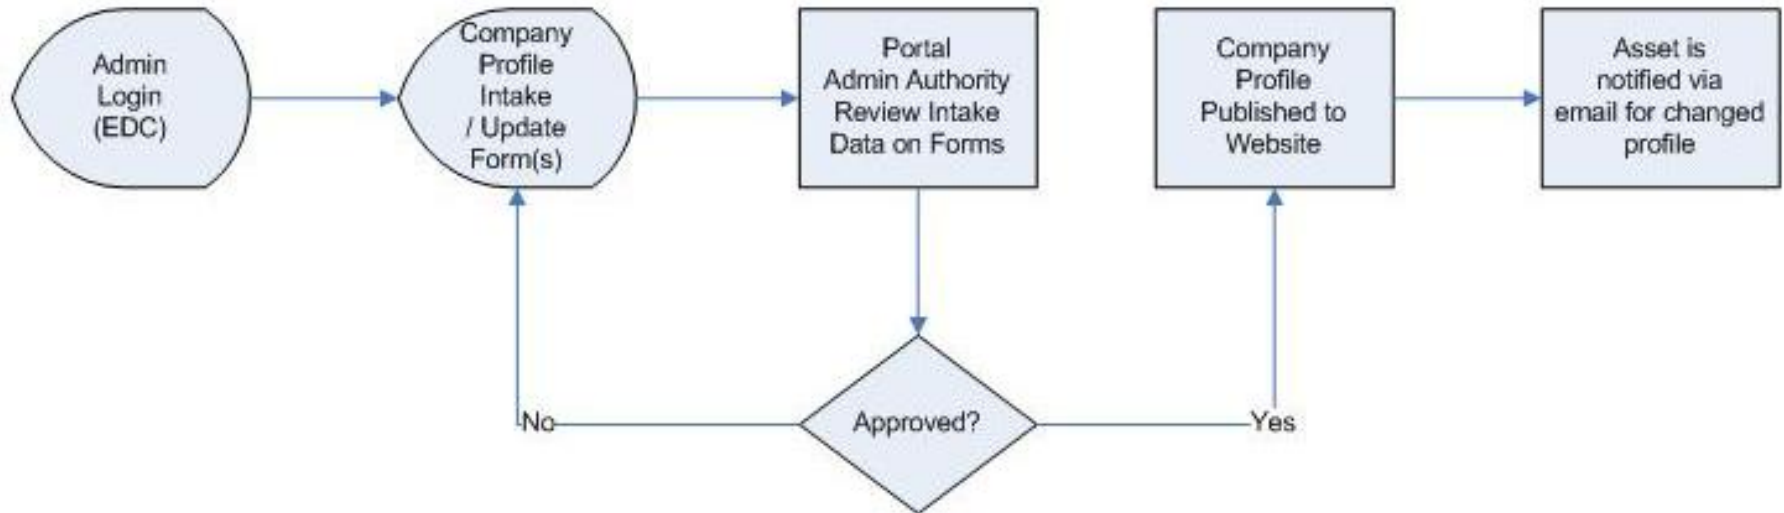 Admin
Login
(EDC)
Company
Profile
Intake
/ Update
Form(s)
Portal
Admin Authority
Review Intake
Data on Forms
Company
Profile
Published to
Website
Asset is
notified via
email for changed
profile
No
Approved?
Yes